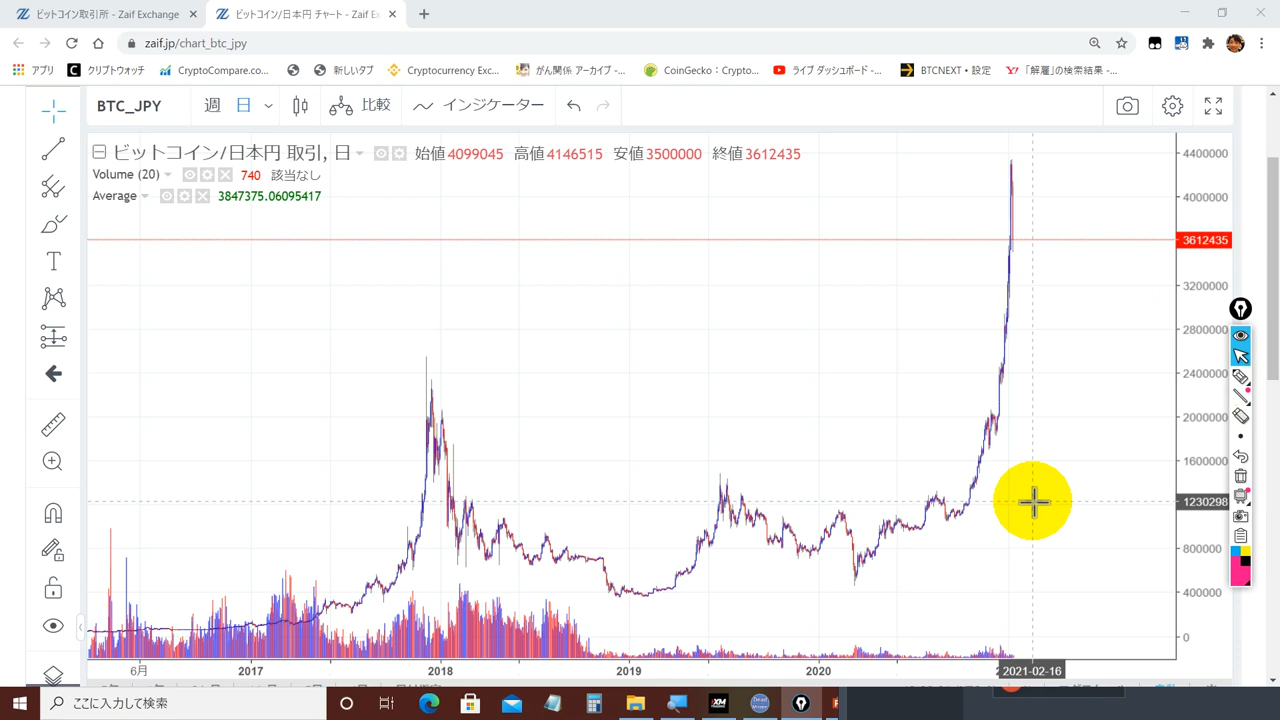 ビットコイン取引所 - Zaif Exchange
ビットコイン/日本円 チャート - Zaif E
zaif.jp/chart_btc_jpy
アプリ
クリプトウォッチ
CryptoCompare.co...
新しいタブ
Cryptocurrency Exc...
がん関係 アーカイブ -...
CoinGecko：Crypto...
ライブ ダッシュボード -...
BTCNEXT・設定
「解雇」の検索結果 -...
BTC_JPY
週
日
比較
インジケーター
ビットコイン/日本円 取引, 日
始値 4099045 高値 4146515 安値 3500000 終値 3612435
Volume (20)
740 該当なし
Average
3847375.06095417
4400000
4000000
3612435
3200000
2800000
2400000
2000000
1600000
1230298
800000
400000
0
6月
2017
2018
2019
2020
2021-02-16
ここに入力して検索
XM